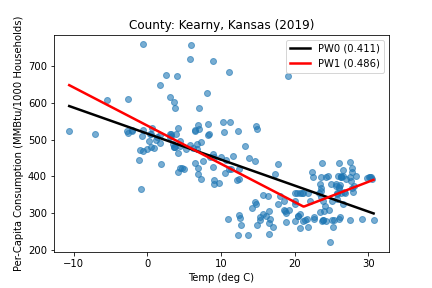 County: Kearny, Kansas (2019)
PW0 (0.411)
PW1 (0.486)
Per-Capita Consumption (MMBtu/1000 Households)
700
600
500
400
300
200
−10
0
10
20
30
Temp (deg C)